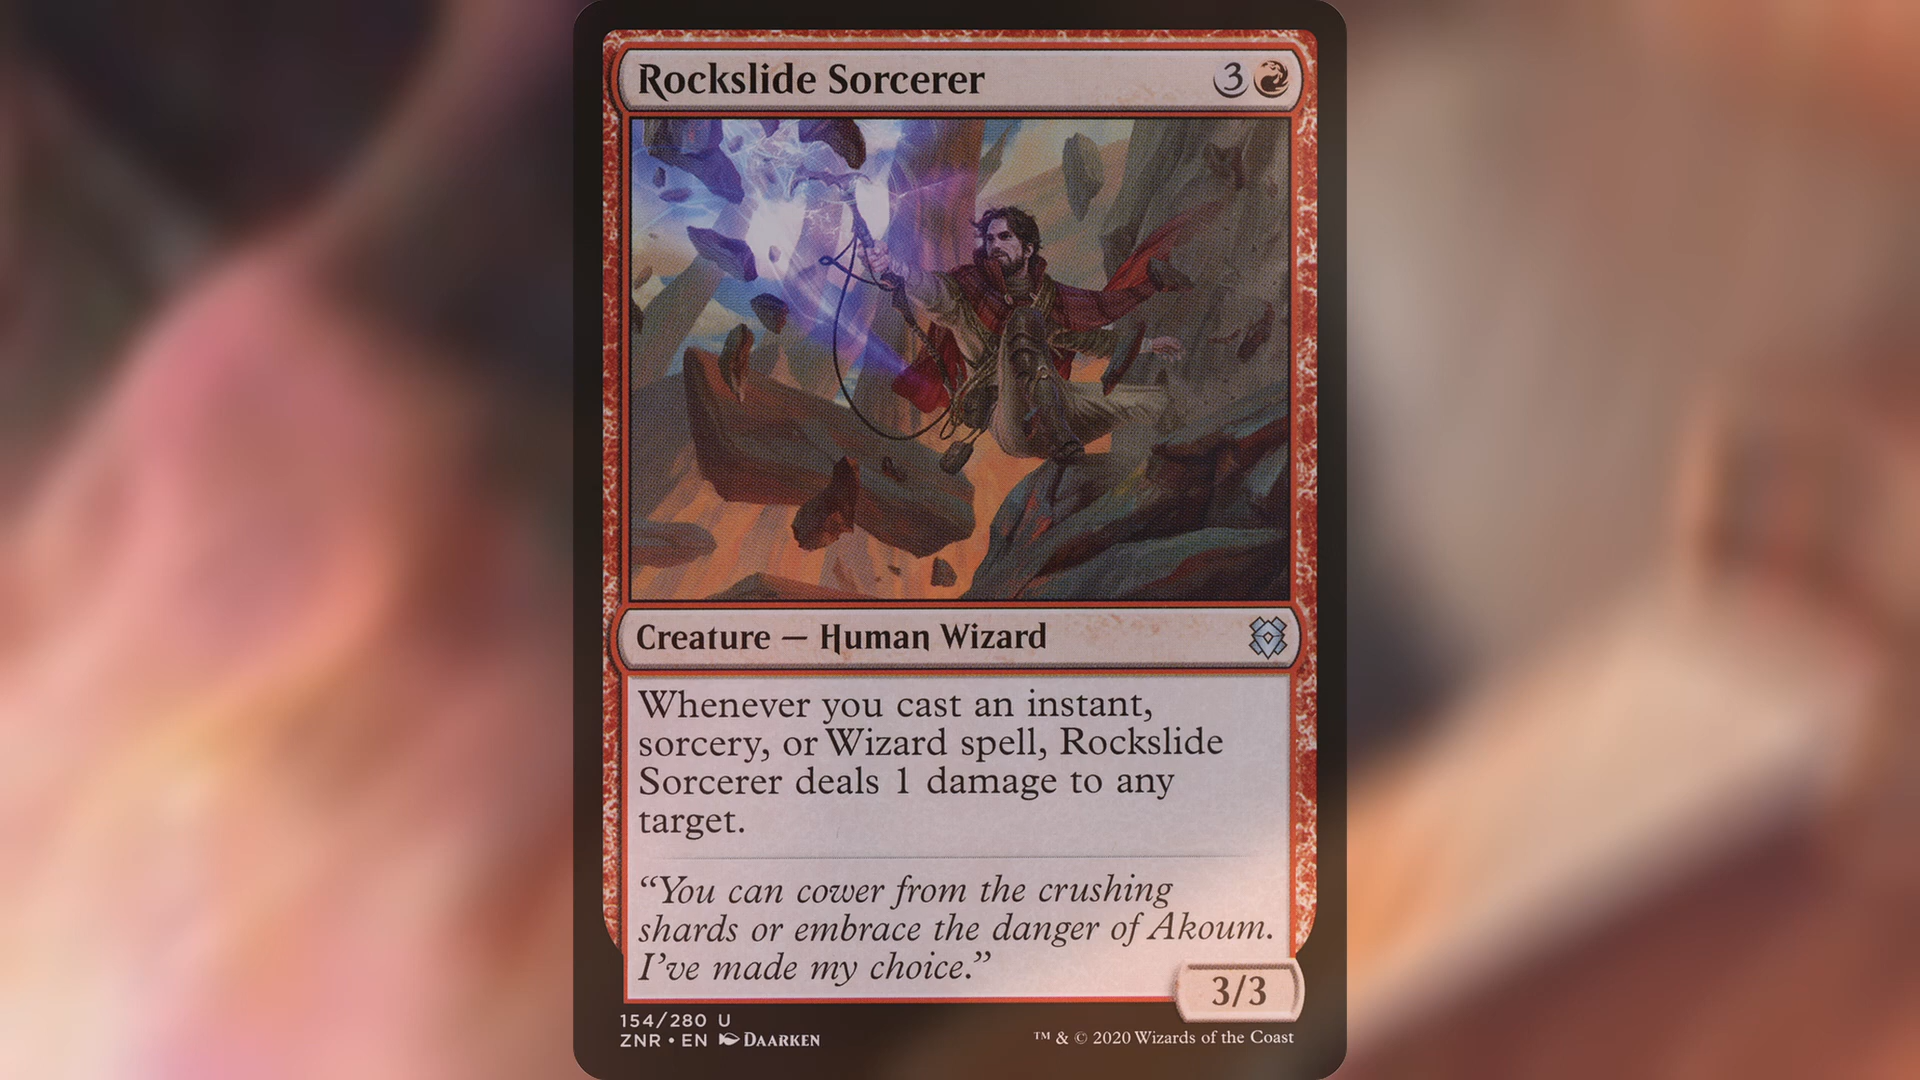 Rockslide Sorcerer 3
Creature — Human Wizard
Whenever you cast an instant,
sorcery, or Wizard spell, Rockslide
Sorcerer deals 1 damage to any
target.
“You can cower from the crushing
shards or embrace the danger of Akoum.
I’ve made my choice.”
3/3
154/280 U
ZNR • EN DAARKEN
™ & © 2020 Wizards of the Coast